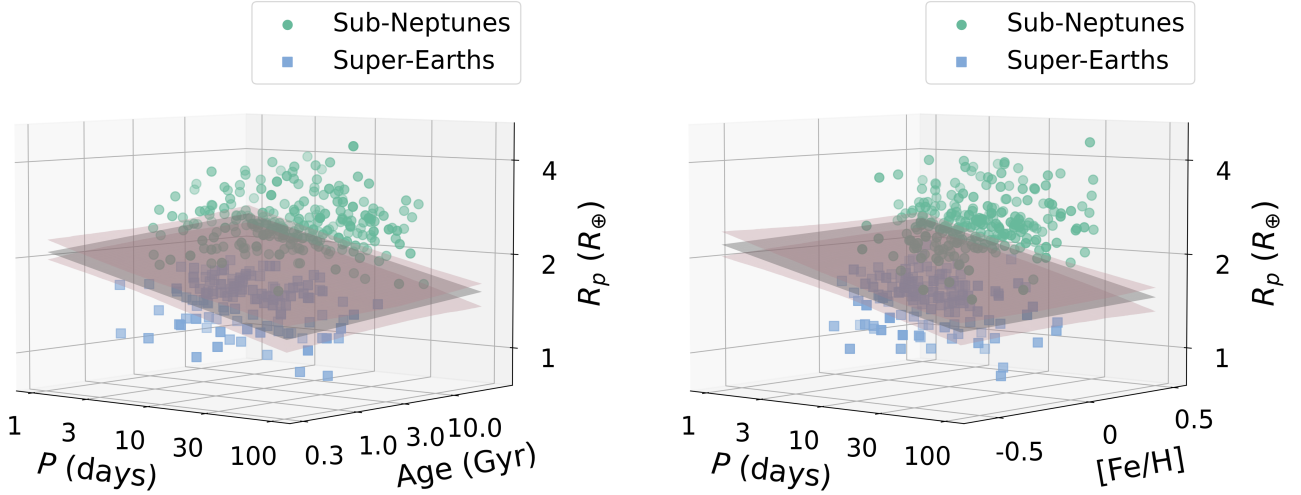 Sub-Neptunes
Super-Earths
4
2
1
R_p (R_⊕)
1 3 10 30 100
P (days)
0.3 1.0 3.0 10.0
Age (Gyr)
Sub-Neptunes
Super-Earths
4
2
1
R_p (R_⊕)
1 3 10 30 100
P (days)
-0.5 0 0.5
[Fe/H]